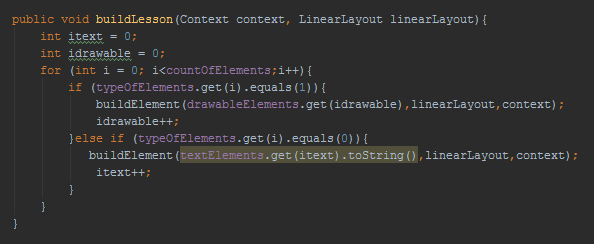 public void buildLesson(Context context, LinearLayout linearLayout){
    int itext = 0;
    int idrawable = 0;
    for (int i = 0; i<countOfElements;i++){
        if (typeOfElements.get(i).equals(1)){
            buildElement(drawableElements.get(idrawable),linearLayout,context);
            idrawable++;
        }else if (typeOfElements.get(i).equals(0)){
           buildElement(textElements.get(itext).toString(),linearLayout,context);
            itext++;
        }
    }
}